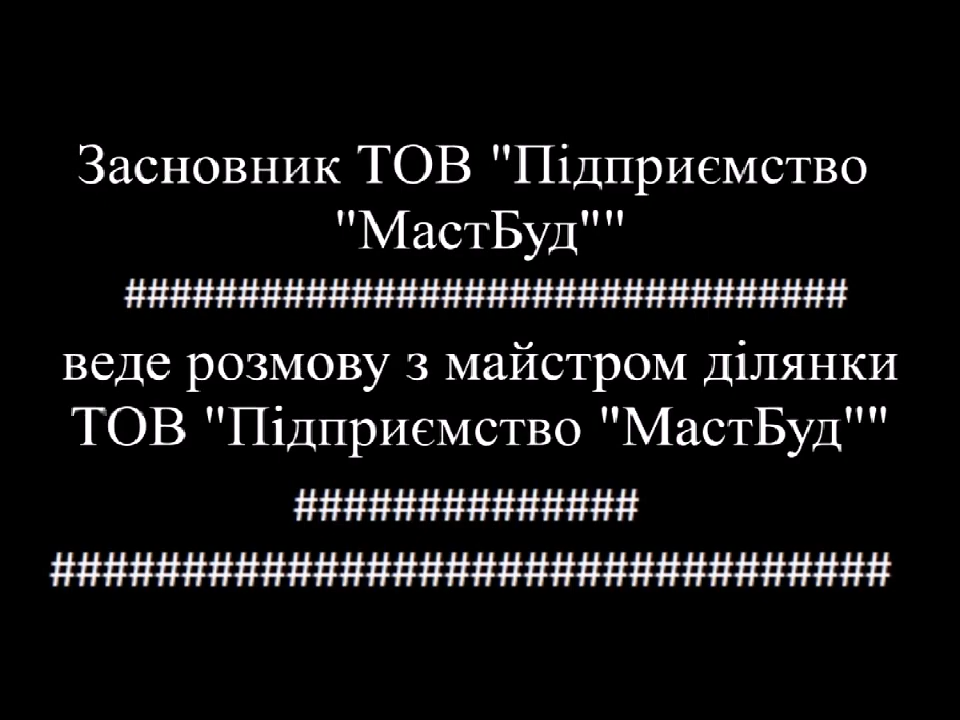 Засновник ТОВ "Підприємство
"МастБуд""
################################
веде розмову з майстром ділянки
ТОВ "Підприємство "МастБуд""
##############
################################